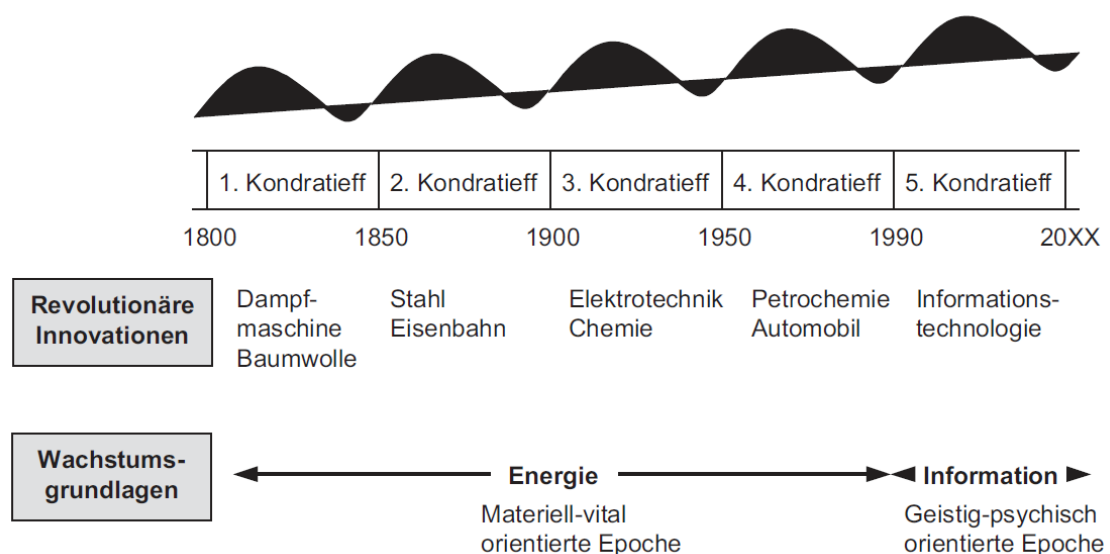 1. Kondratieff 2. Kondratieff 3. Kondratieff 4. Kondratieff 5. Kondratieff
1800 1850 1900 1950 1990 20XX
Revolutionäre
Innovationen
Dampf-
maschine
Baumwolle
Stahl
Eisenbahn
Elektrotechnik
Chemie
Petrochemie
Automobil
Informations-
technologie
Wachstums-
grundlagen
Energie
Materiell-vital
orientierte Epoche
Information
Geistig-psychisch
orientierte Epoche